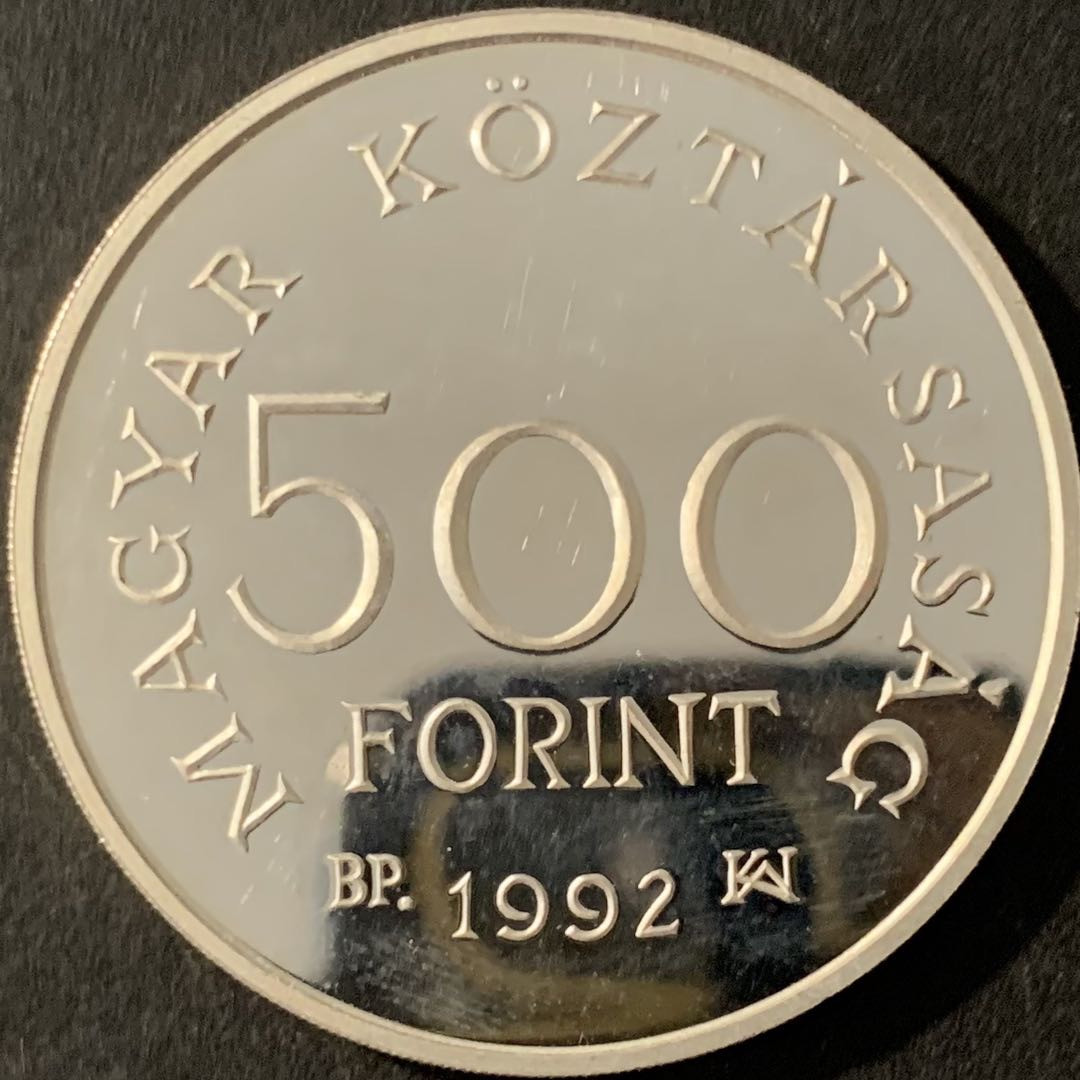 MAGYAR KÖZTÁRSASÁG
500
FORINT
BP. 1992